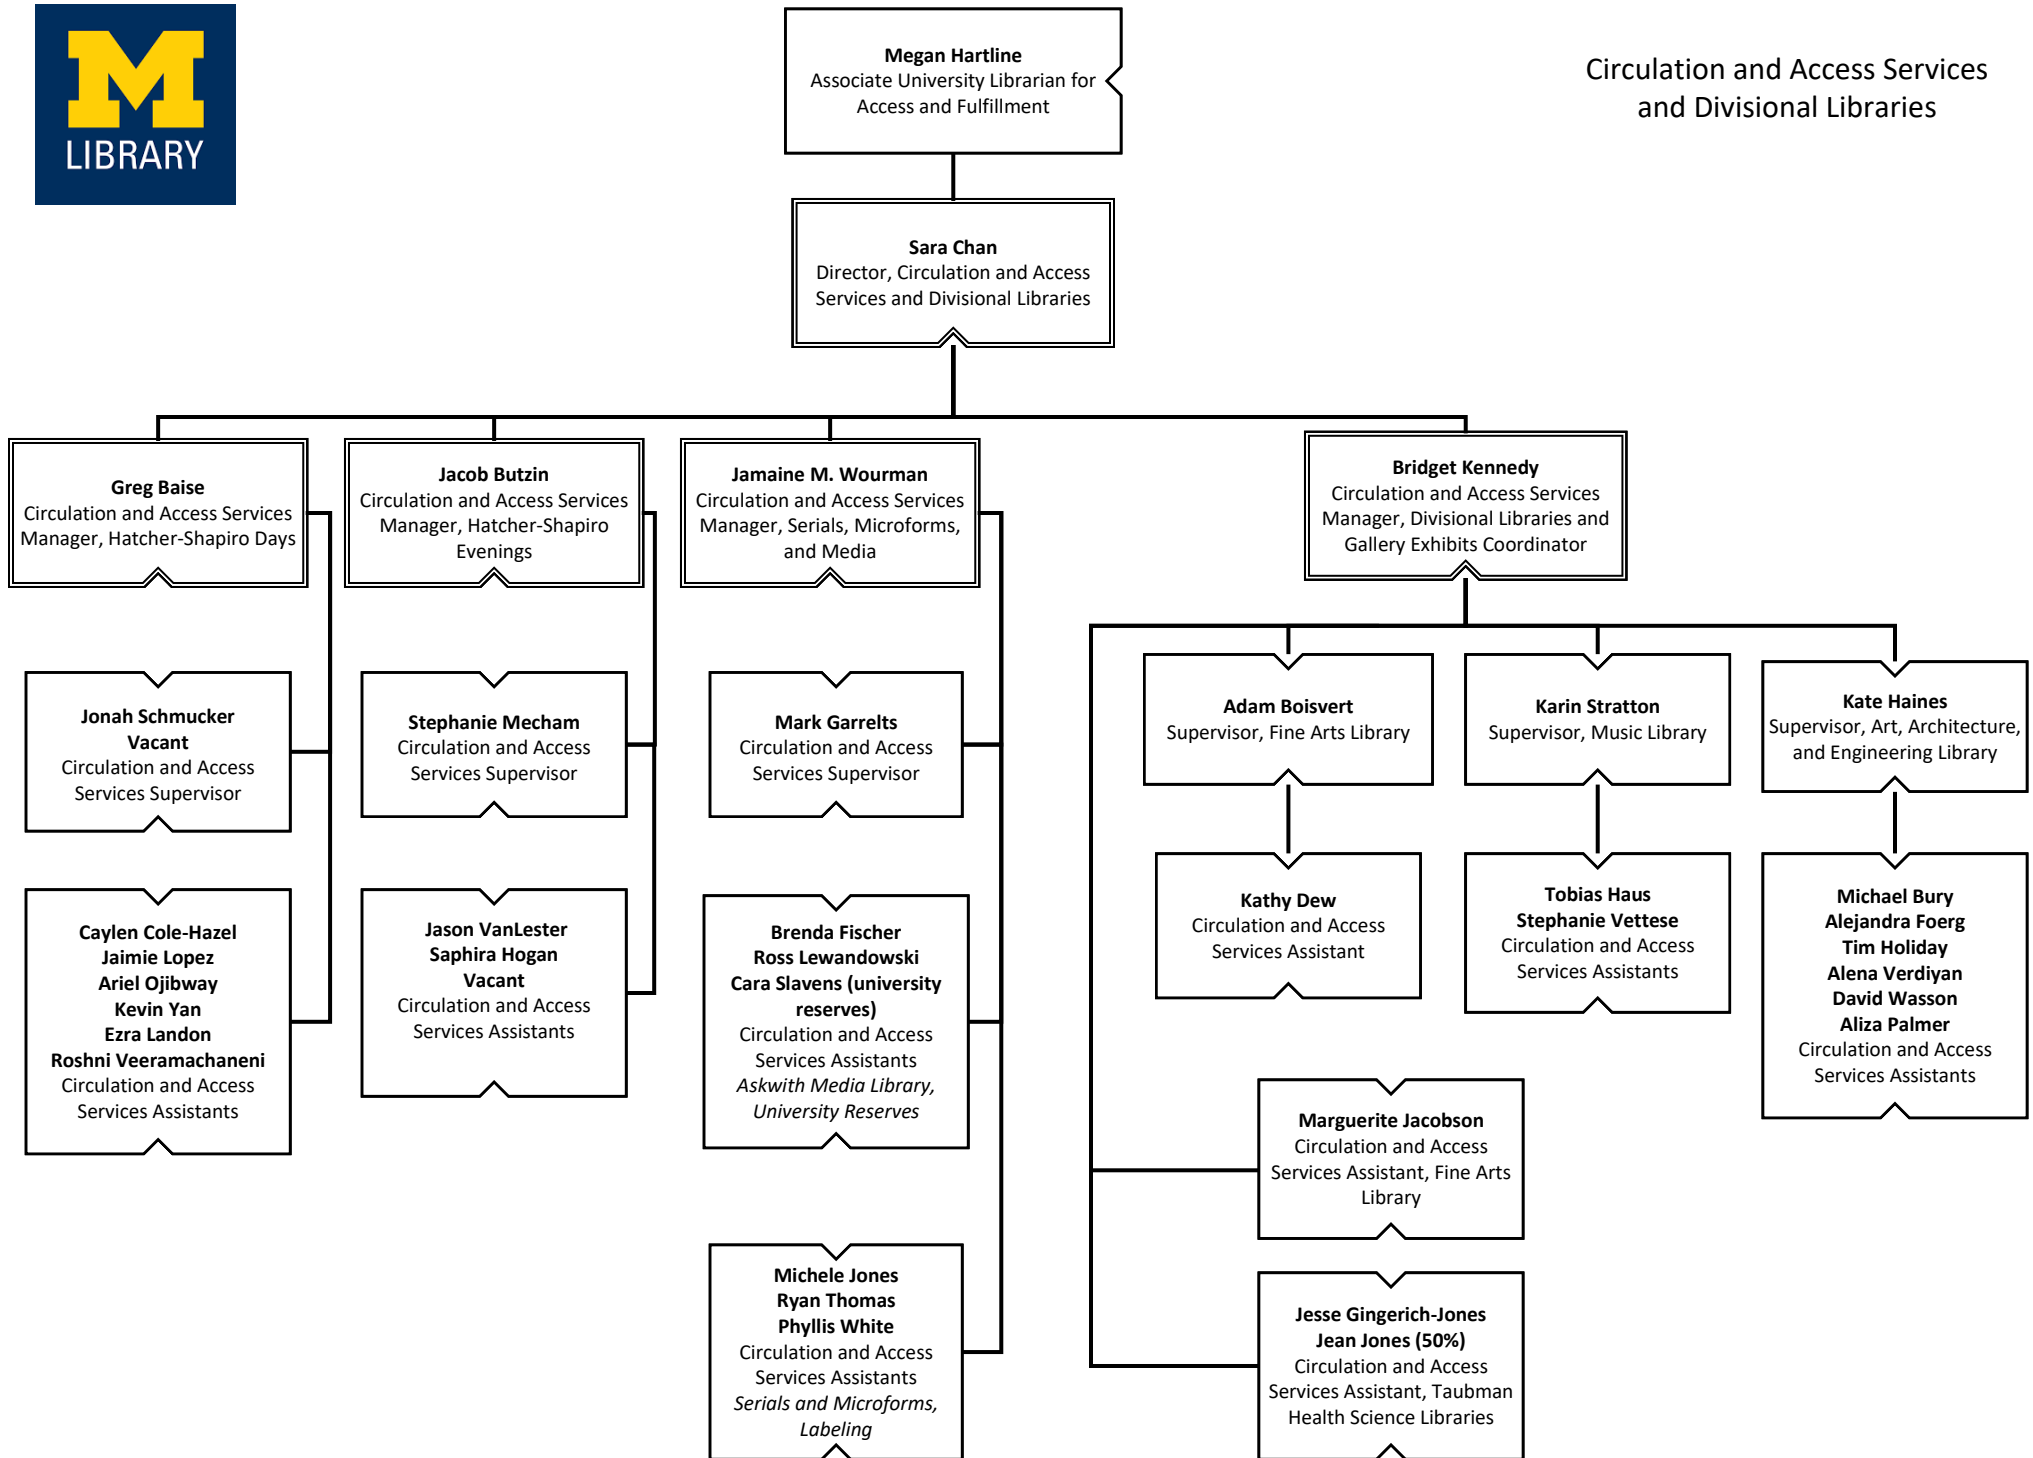 M
LIBRARY
Circulation and Access Services
and Divisional Libraries
Megan Hartline
Associate University Librarian for
Access and Fulfillment
Sara Chan
Director, Circulation and Access
Services and Divisional Libraries
Greg Baise
Circulation and Access Services
Manager, Hatcher-Shapiro Days
Jacob Butzin
Circulation and Access Services
Manager, Hatcher-Shapiro
Evenings
Jamaine M. Wourman
Circulation and Access Services
Manager, Serials, Microforms,
and Media
Bridget Kennedy
Circulation and Access Services
Manager, Divisional Libraries and
Gallery Exhibits Coordinator
Jonah Schmucker
Vacant
Circulation and Access
Services Supervisor
Stephanie Mecham
Circulation and Access
Services Supervisor
Mark Garrelts
Circulation and Access
Services Supervisor
Adam Boisvert
Supervisor, Fine Arts Library
Karin Stratton
Supervisor, Music Library
Kate Haines
Supervisor, Art, Architecture,
and Engineering Library
Caylen Cole-Hazel
Jaimie Lopez
Ariel Ojibway
Kevin Yan
Ezra Landon
Roshni Veeramachaneni
Circulation and Access
Services Assistants
Jason VanLester
Saphira Hogan
Vacant
Circulation and Access
Services Assistants
Brenda Fischer
Ross Lewandowski
Cara Slavens (university
reserves)
Circulation and Access
Services Assistants
Askwith Media Library,
University Reserves
Kathy Dew
Circulation and Access
Services Assistant
Tobias Haus
Stephanie Vettese
Circulation and Access
Services Assistants
Michael Bury
Alejandra Foerg
Tim Holiday
Alena Verdiyan
David Wasson
Aliza Palmer
Circulation and Access
Services Assistants
Marguerite Jacobson
Circulation and Access
Services Assistant, Fine Arts
Library
Michele Jones
Ryan Thomas
Phyllis White
Circulation and Access
Services Assistants
Serials and Microforms,
Labeling
Jesse Gingerich-Jones
Jean Jones (50%)
Circulation and Access
Services Assistant, Taubman
Health Science Libraries